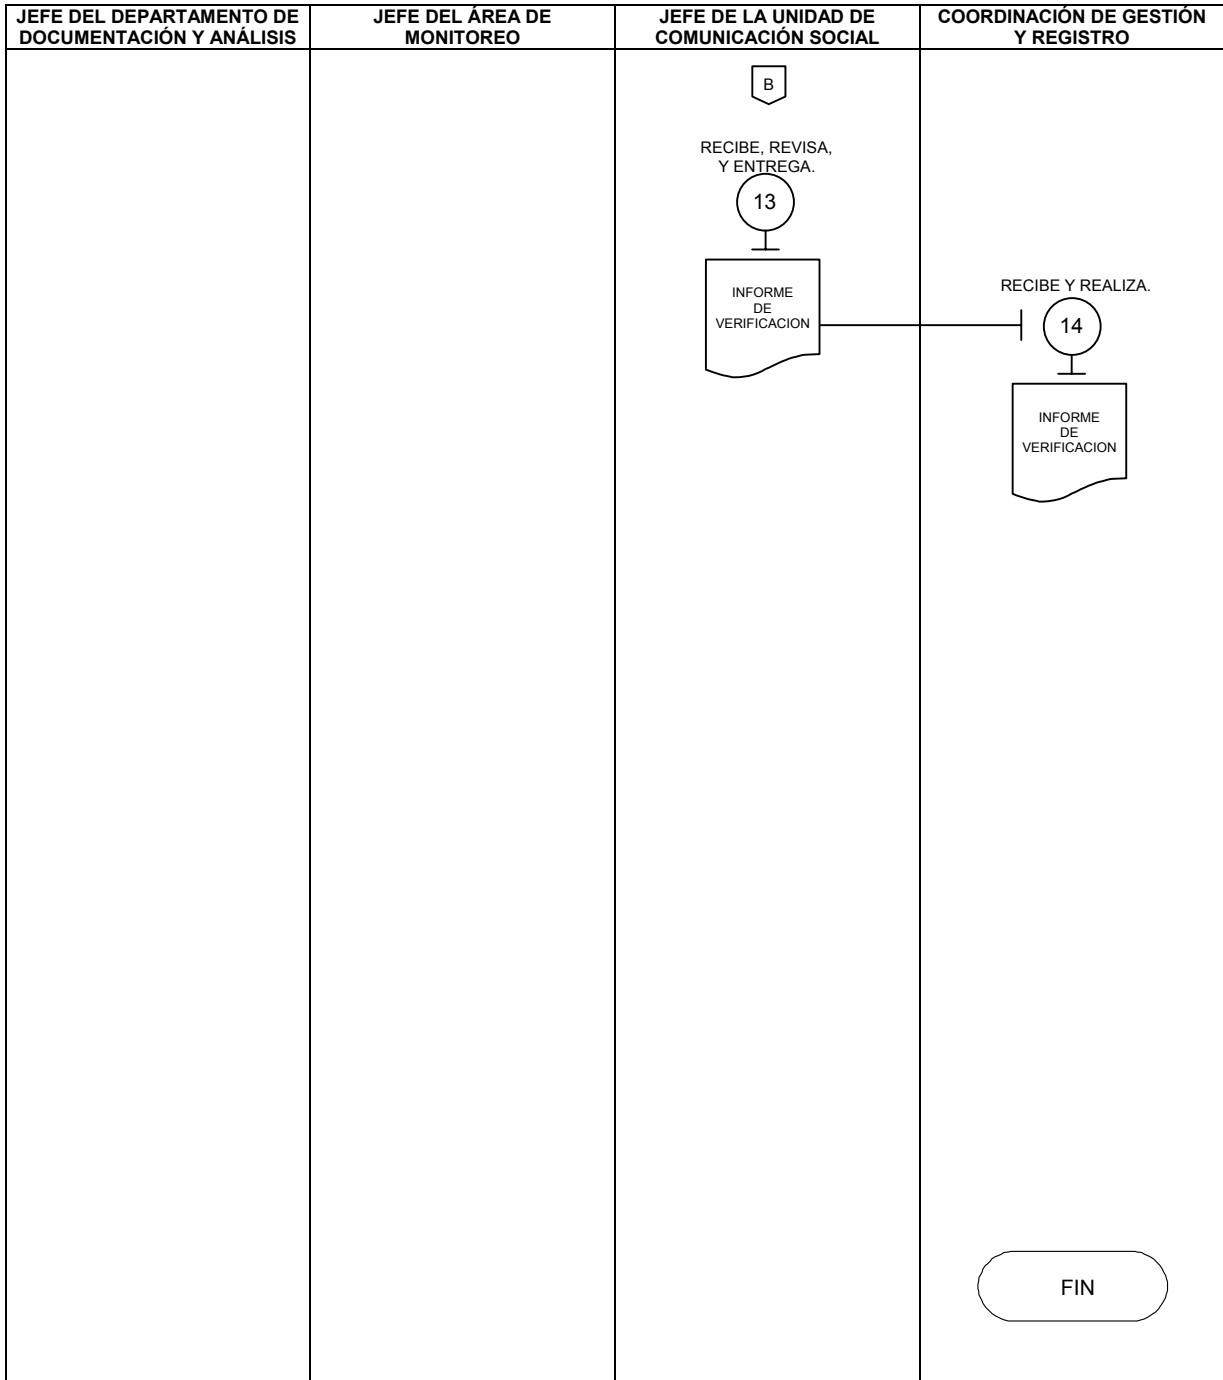 JEFE DEL DEPARTAMENTO DE
DOCUMENTACIÓN Y ANÁLISIS
JEFE DEL ÁREA DE
MONITOREO
JEFE DE LA UNIDAD DE
COMUNICACIÓN SOCIAL
COORDINACIÓN DE GESTIÓN
Y REGISTRO
B
RECIBE, REVISA,
Y ENTREGA.
13
INFORME
DE
VERIFICACION
RECIBE Y REALIZA.
14
INFORME
DE
VERIFICACION
FIN